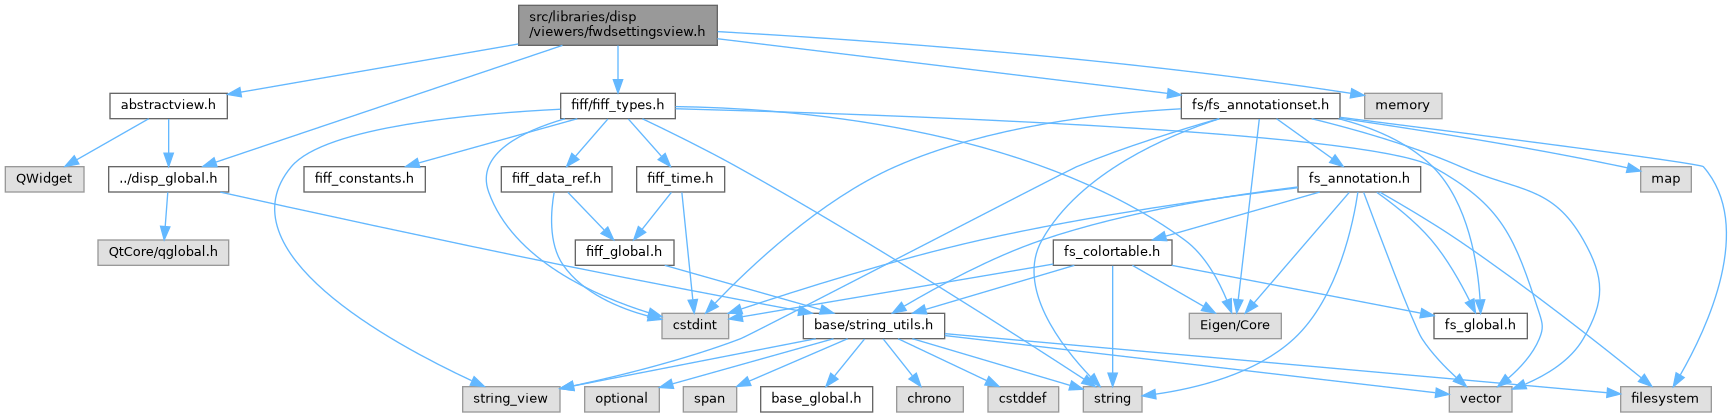 src/libraries/disp
/viewers/fwdsettingsview.h
abstractview.h
fiff/fiff_types.h
fs/fs_annotationset.h
memory
QWidget
../disp_global.h
fiff_constants.h
fiff_data_ref.h
fiff_time.h
fs_annotation.h
map
QtCore/qglobal.h
fiff_global.h
fs_colortable.h
cstdint
base/string_utils.h
Eigen/Core
fs_global.h
string_view
optional
span
base_global.h
chrono
cstddef
string
vector
filesystem